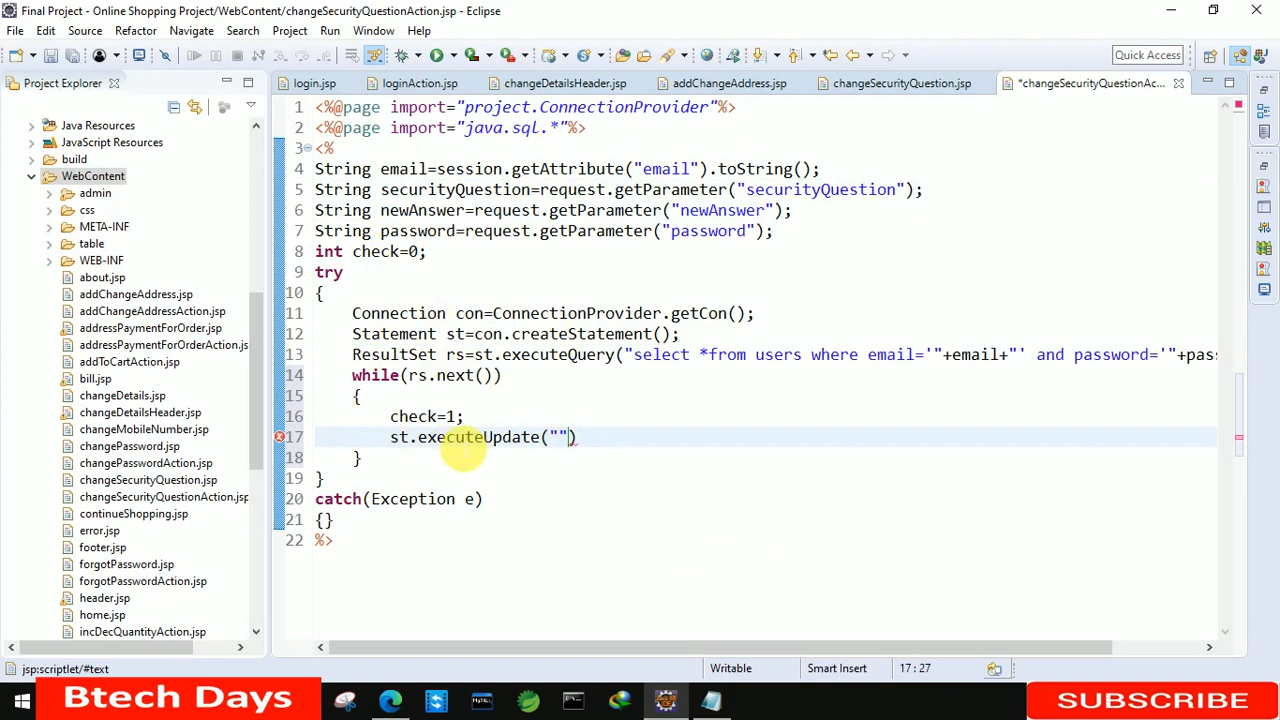 Final Project - Online Shopping Project/WebContent/changeSecurityQuestionAction.jsp - Eclipse
File Edit Source Refactor Navigate Search Project Run Window Help
Quick Access
Project Explorer
login.jsp loginAction.jsp changeDetailsHeader.jsp addChangeAddress.jsp changeSecurityQuestion.jsp *changeSecurityQuestionAc...
Java Resources
JavaScript Resources
build
WebContent
admin
css
META-INF
table
WEB-INF
about.jsp
addChangeAddress.jsp
addChangeAddressAction.jsp
addressPaymentForOrder.jsp
addressPaymentForOrderAction.js
addToCartAction.jsp
bill.jsp
changeDetails.jsp
changeDetailsHeader.jsp
changeMobileNumber.jsp
changePassword.jsp
changePasswordAction.jsp
changeSecurityQuestion.jsp
changeSecurityQuestionAction.jsp
continueShopping.jsp
error.jsp
footer.jsp
forgotPassword.jsp
forgotPasswordAction.jsp
header.jsp
home.jsp
incDecQuantityAction.jsp
1 <%@page import="project.ConnectionProvider"%>
2 <%@page import="java.sql.*"%>
3 <%
4 String email=session.getAttribute("email").toString();
5 String securityQuestion=request.getParameter("securityQuestion");
6 String newAnswer=request.getParameter("newAnswer");
7 String password=request.getParameter("password");
8 int check=0;
9 try
10 {
11 Connection con=ConnectionProvider.getCon();
12 Statement st=con.createStatement();
13 ResultSet rs=st.executeQuery("select *from users where email='"+email+"' and password='"+pass
14 while(rs.next())
15 {
16 check=1;
17 st.executeUpdate("")
18 }
19 }
20 catch(Exception e)
21 {}
22 %>
jsp:scriptlet/#text Writable Smart Insert 17 : 27
Btech Days
MySQL
SUBSCRIBE